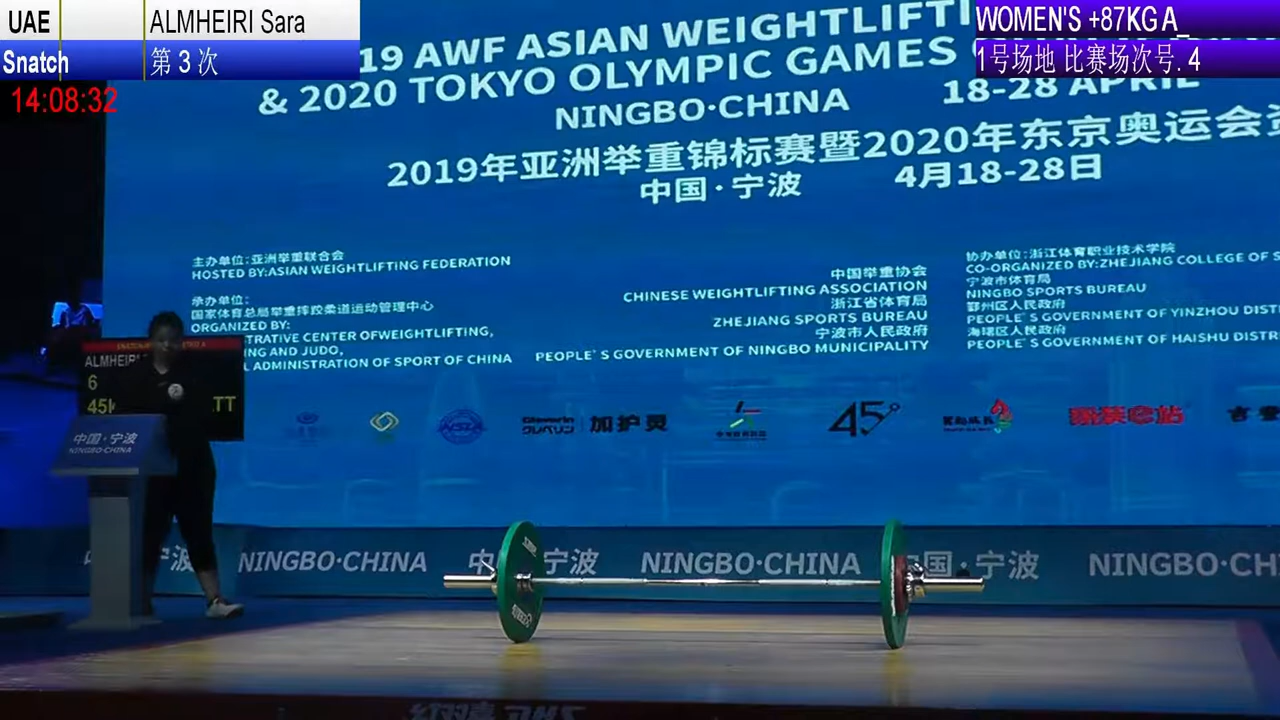 UAE ALMHEIRI Sara
Snatch 第 3 次
14:08:32
WOMEN'S +87KG A
1号场地 比赛场次号. 4
19 AWF ASIAN WEIGHTLIFTI
& 2020 TOKYO OLYMPIC GAMES
NINGBO·CHINA 18-28 APRIL
2019年亚洲举重锦标赛暨2020年东京奥运会
中国·宁波 4月18-28日
主办单位:亚洲举重联合会
HOSTED BY:ASIAN WEIGHTLIFTING FEDERATION
承办单位:
国家体育总局举重摔跤柔道运动管理中心
ORGANIZED BY:
TRATIVE CENTER OFWEIGHTLIFTING,
ING AND JUDO,
L ADMINISTRATION OF SPORT OF CHINA
中国举重协会
CHINESE WEIGHTLIFTING ASSOCIATION
浙江省体育局
ZHEJIANG SPORTS BUREAU
宁波市人民政府
PEOPLE'S GOVERNMENT OF NINGBO MUNICIPALITY
协办单位:浙江体育职业技术学院
CO-ORGANIZED BY:ZHEJIANG COLLEGE OF S
宁波市体育局
NINGBO SPORTS BUREAU
鄞州区人民政府
PEOPLE'S GOVERNMENT OF YINZHOU DIST
海曙区人民政府
PEOPLE'S GOVERNMENT OF HAISHU DISTR
ALMHEIRI
6
45 TT
加护灵
45°
中国·宁波
NINGBO·CHINA
宁波 NINGBO·CHINA 中国·宁波 NINGBO·CHINA 中国·宁波 NINGBO·CH